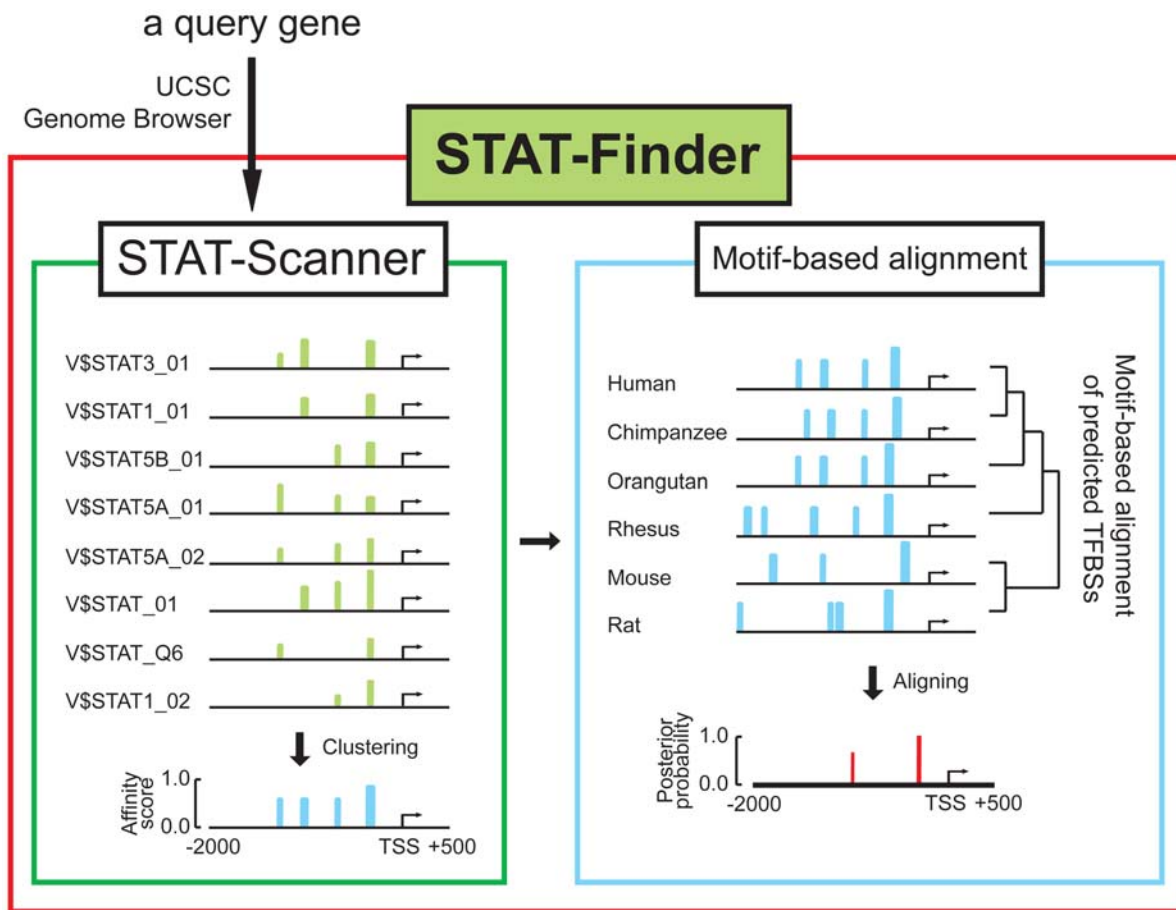 a query gene
UCSC
Genome Browser
STAT-Finder
STAT-Scanner
V$STAT3_01
V$STAT1_01
V$STAT5B_01
V$STAT5A_01
V$STAT5A_02
V$STAT_01
V$STAT_Q6
V$STAT1_02
Clustering
Affinity
score
1.0
0.0
-2000
TSS +500
Motif-based alignment
Human
Chimpanzee
Orangutan
Rhesus
Mouse
Rat
Motif-based alignment
of predicted TFBSs
Aligning
Posterior
probability
1.0
0.0
-2000
TSS +500